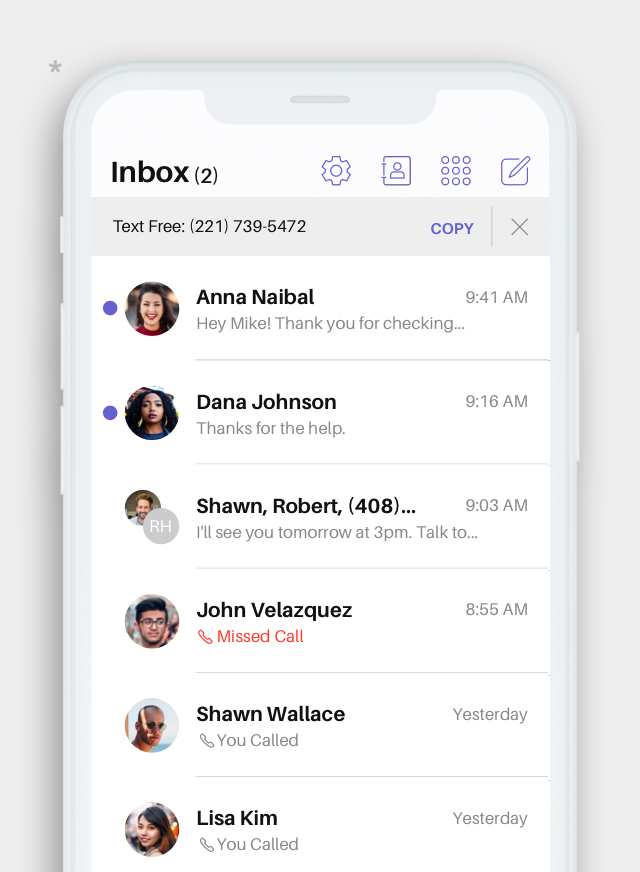 *
Inbox (2)
Text Free: (221) 739-5472 COPY
Anna Naibal 9:41 AM
Hey Mike! Thank you for checking...
Dana Johnson 9:16 AM
Thanks for the help.
Shawn, Robert, (408)... 9:03 AM
RH
I'll see you tomorrow at 3pm. Talk to...
John Velazquez 8:55 AM
Missed Call
Shawn Wallace Yesterday
You Called
Lisa Kim Yesterday
You Called